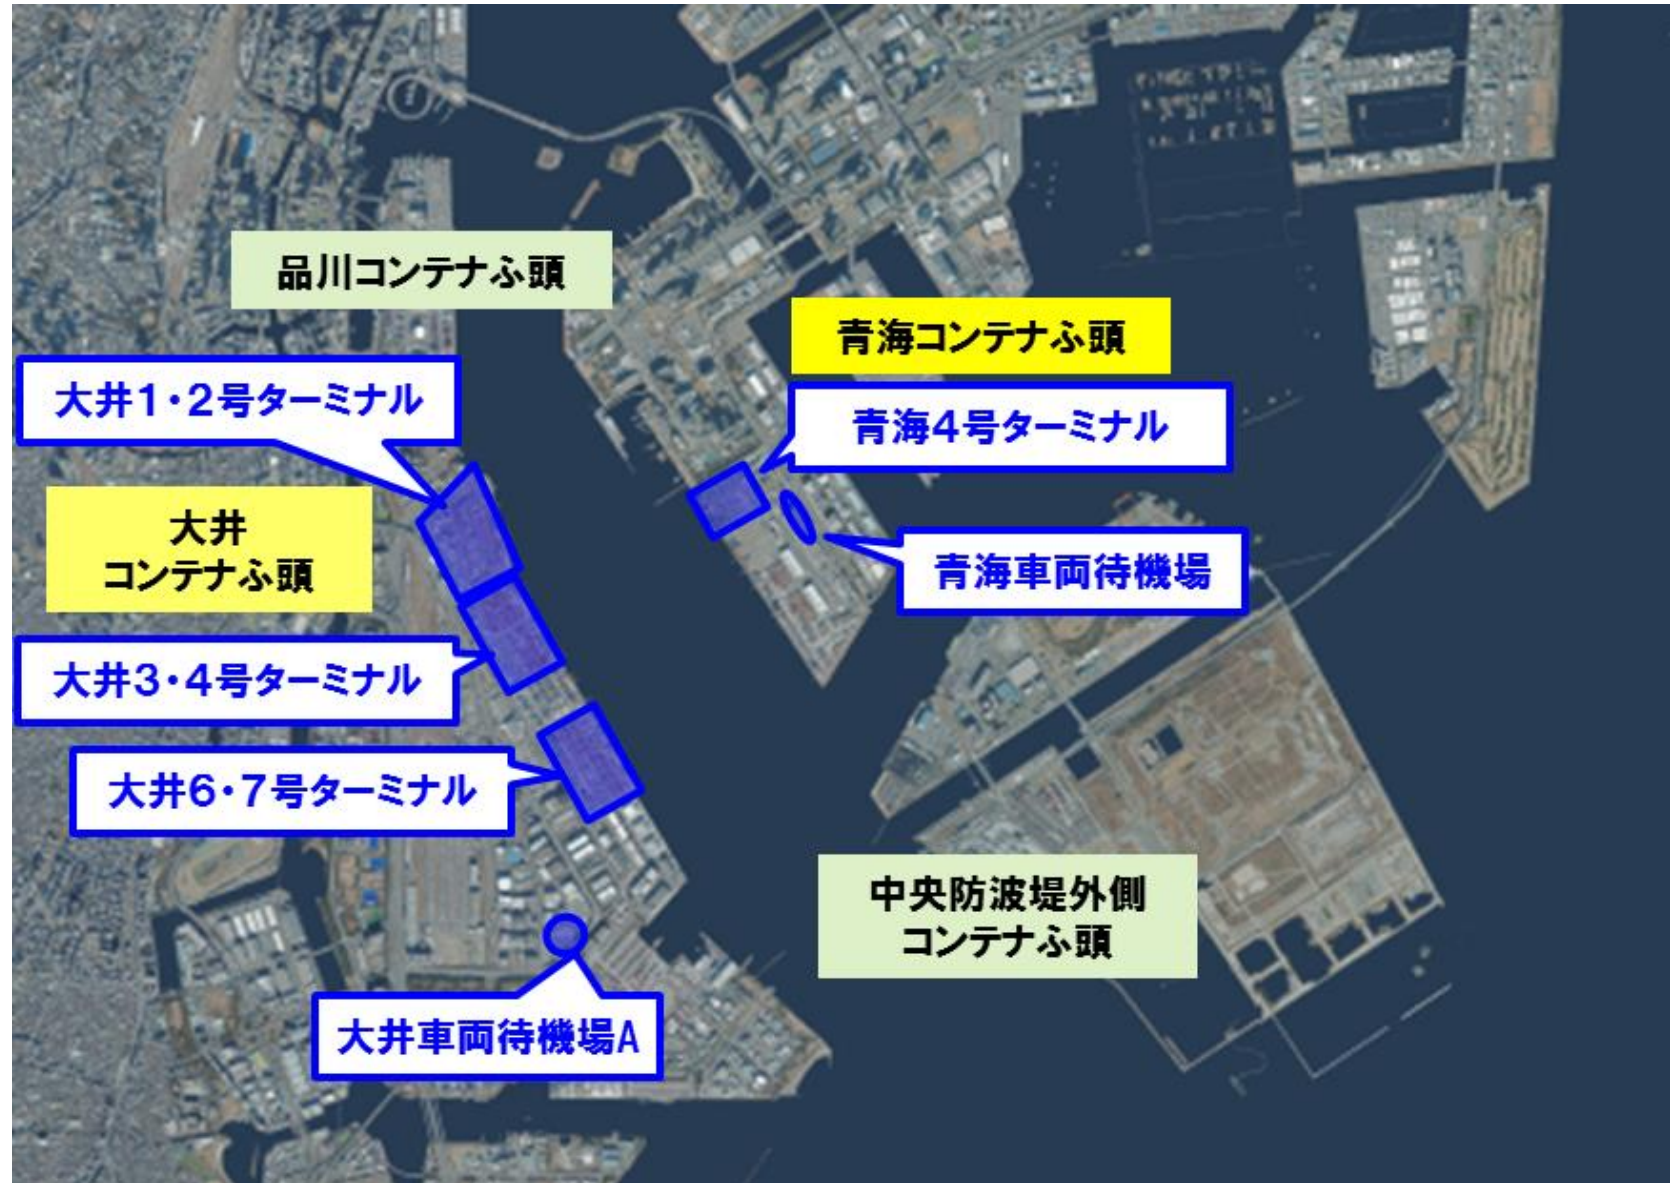 品川コンテナふ頭
青海コンテナふ頭
大井1・2号ターミナル
青海4号ターミナル
大井
コンテナふ頭
青海車両待機場
大井3・4号ターミナル
大井6・7号ターミナル
中央防波堤外側
コンテナふ頭
大井車両待機場A